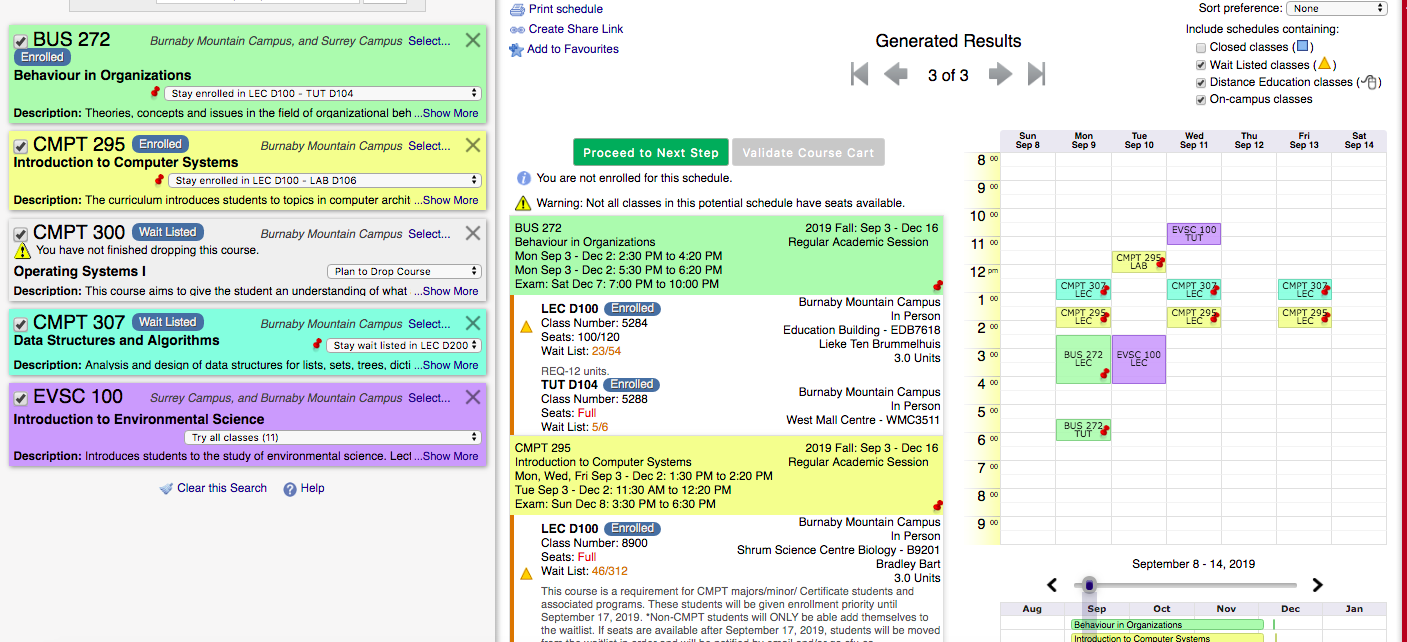 BUS 272
Burnaby Mountain Campus, and Surrey Campus Select...
Enrolled
Behaviour in Organizations
Stay enrolled in LEC D100 - TUT D104
Description: Theories, concepts and issues in the field of organizational beh ...Show More
CMPT 295 Enrolled
Burnaby Mountain Campus Select...
Introduction to Computer Systems
Stay enrolled in LEC D100 - LAB D106
Description: The curriculum introduces students to topics in computer archit ...Show More
CMPT 300 Wait Listed
Burnaby Mountain Campus Select...
You have not finished dropping this course.
Operating Systems I
Plan to Drop Course
Description: This course aims to give the student an understanding of what ...Show More
CMPT 307 Wait Listed
Burnaby Mountain Campus Select...
Data Structures and Algorithms
Stay wait listed in LEC D200
Description: Analysis and design of data structures for lists, sets, trees, dicti ...Show More
EVSC 100
Surrey Campus, and Burnaby Mountain Campus Select...
Introduction to Environmental Science
Try all classes (11)
Description: Introduces students to the study of environmental science. Lect ...Show More
Clear this Search
Help
Print schedule
Create Share Link
Add to Favourites
Generated Results
3 of 3
Sort preference: None
Include schedules containing:
Closed classes ( )
Wait Listed classes ( )
Distance Education classes ( )
On-campus classes
Proceed to Next Step
Validate Course Cart
You are not enrolled for this schedule.
Warning: Not all classes in this potential schedule have seats available.
BUS 272
2019 Fall: Sep 3 - Dec 16
Behaviour in Organizations
Regular Academic Session
Mon Sep 3 - Dec 2: 2:30 PM to 4:20 PM
Mon Sep 3 - Dec 2: 5:30 PM to 6:20 PM
Exam: Sat Dec 7: 7:00 PM to 10:00 PM
LEC D100 Enrolled
Class Number: 5284
Seats: 100/120
Wait List: 23/54
Burnaby Mountain Campus
In Person
Education Building - EDB7618
Lieke Ten Brummelhuis
3.0 Units
REQ-12 units.
TUT D104 Enrolled
Class Number: 5288
Seats: Full
Wait List: 5/6
Burnaby Mountain Campus
In Person
West Mall Centre - WMC3511
CMPT 295
2019 Fall: Sep 3 - Dec 16
Introduction to Computer Systems
Regular Academic Session
Mon, Wed, Fri Sep 3 - Dec 2: 1:30 PM to 2:20 PM
Tue Sep 3 - Dec 2: 11:30 AM to 12:20 PM
Exam: Sun Dec 8: 3:30 PM to 6:30 PM
LEC D100 Enrolled
Class Number: 8900
Seats: Full
Wait List: 46/312
Burnaby Mountain Campus
In Person
Shrum Science Centre Biology - B9201
Bradley Bart
3.0 Units
This course is a requirement for CMPT majors/minor/ Certificate students and
associated programs. These students will be given enrollment priority until
September 17, 2019. *Non-CMPT students will ONLY be able add themselves to
the waitlist. If seats are available after September 17, 2019, students will be moved
Sun Mon Tue Wed Thu Fri Sat
Sep 8 Sep 9 Sep 10 Sep 11 Sep 12 Sep 13 Sep 14
8 00
9 00
10 00
EVSC 100
TUT
11 00
CMPT 295
LAB
12 pm
CMPT 307 CMPT 307 CMPT 307
LEC LEC LEC
1 00
CMPT 295 CMPT 295 CMPT 295
LEC LEC LEC
2 00
3 00
BUS 272 EVSC 100
LEC LEC
4 00
5 00
BUS 272
TUT
6 00
7 00
8 00
9 00
September 8 - 14, 2019
Aug Sep Oct Nov Dec Jan
Behaviour in Organizations
Introduction to Computer Systems